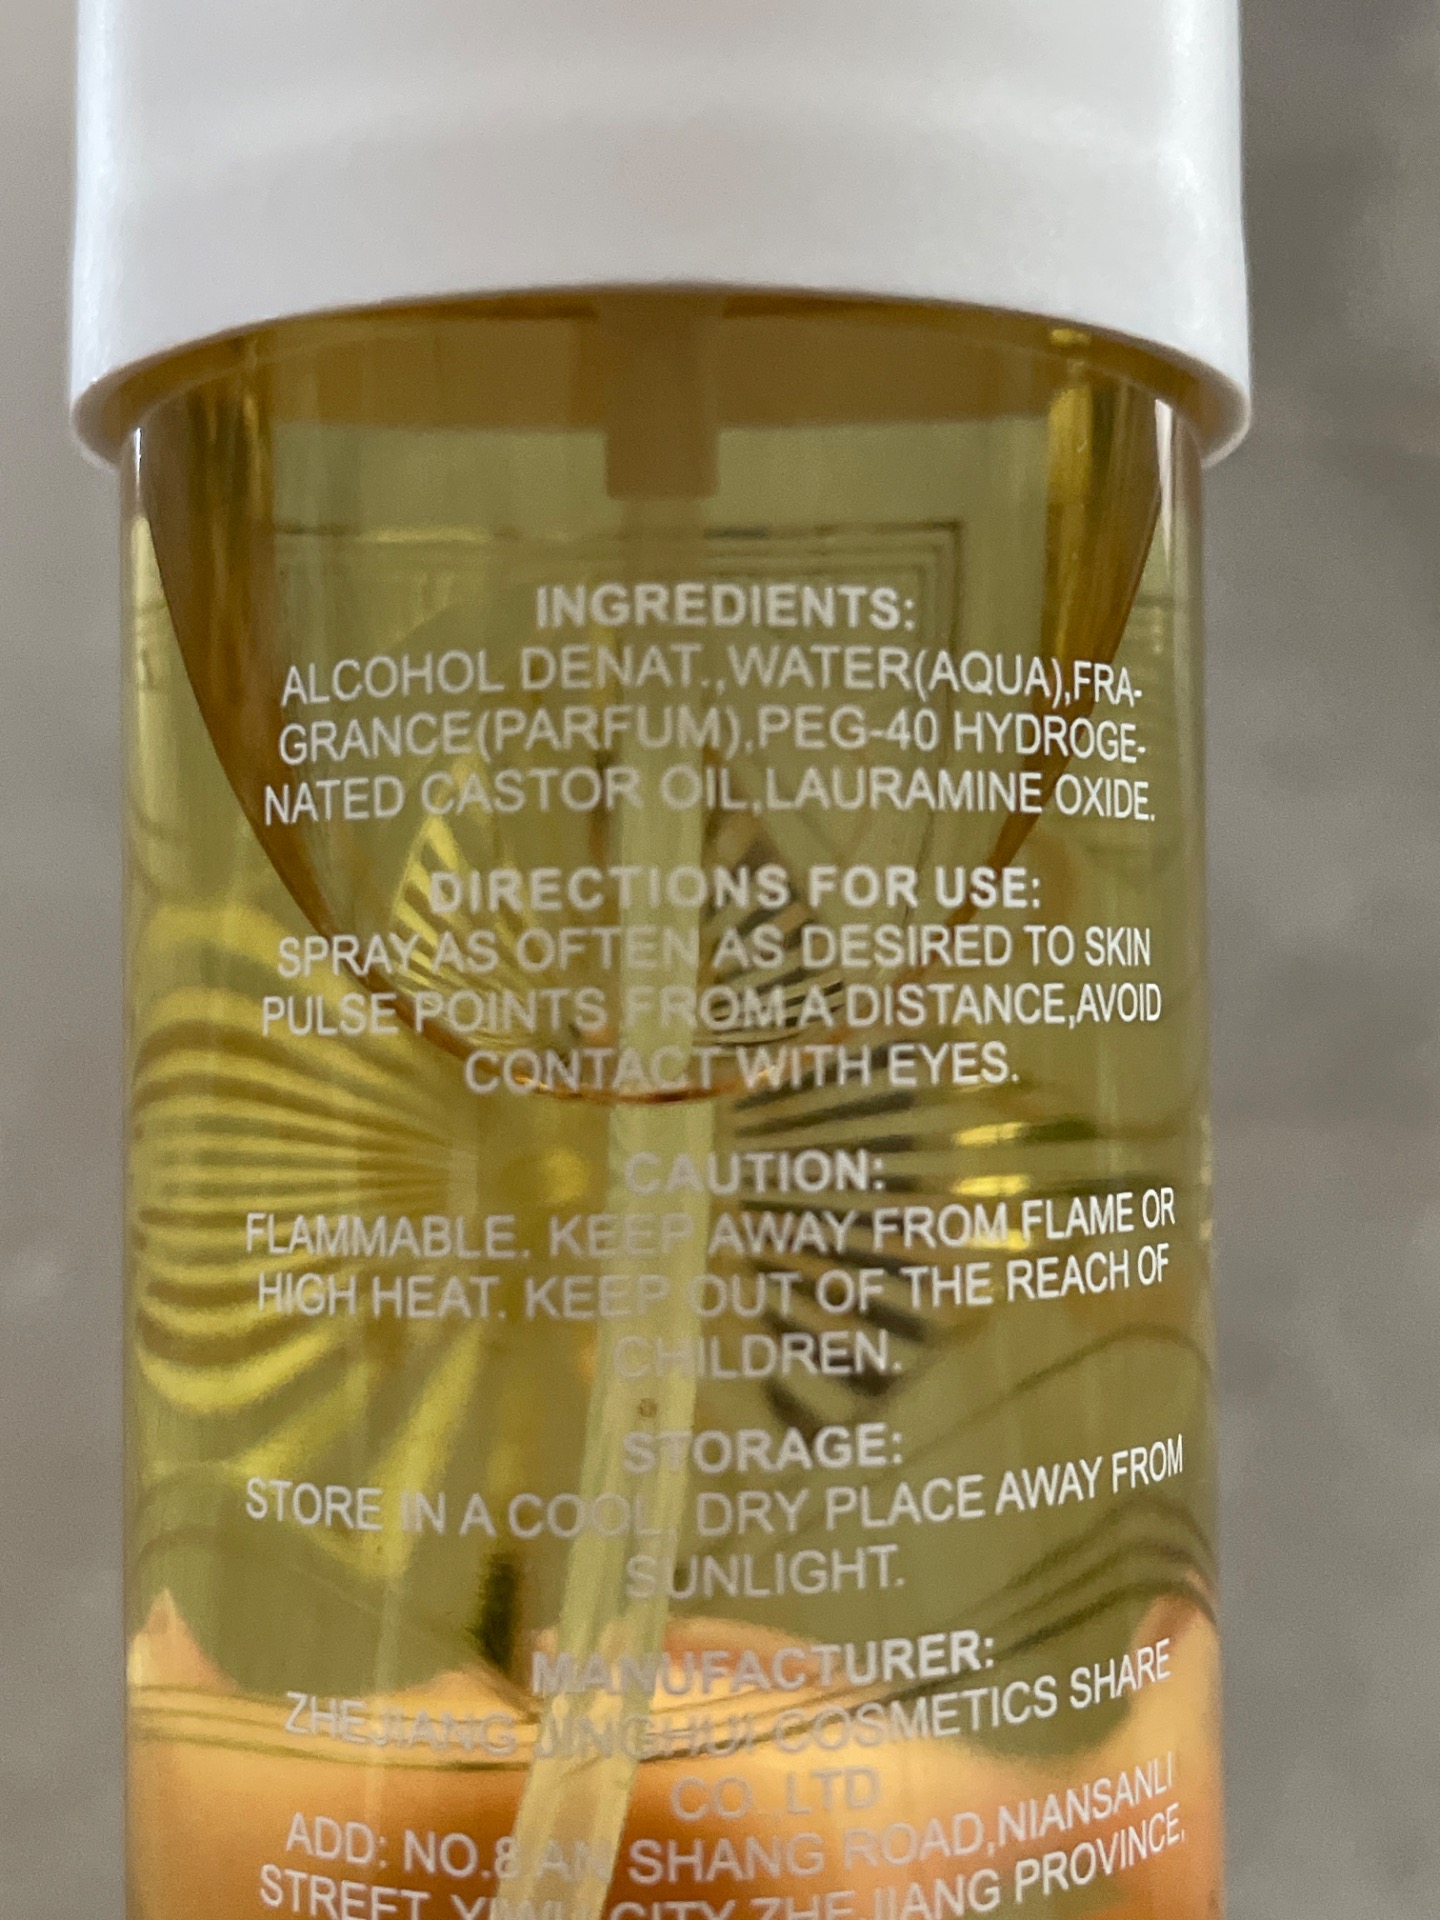 INGREDIENTS:
ALCOHOL DENAT.,WATER(AQUA),FRA-
GRANCE(PARFUM),PEG-40 HYDROGE-
NATED CASTOR OIL,LAURAMINE OXIDE.
DIRECTIONS FOR USE:
SPRAY AS OFTEN AS DESIRED TO SKIN
PULSE POINTS FROM A DISTANCE,AVOID
CONTACT WITH EYES.
CAUTION:
FLAMMABLE. KEEP AWAY FROM FLAME OR
HIGH HEAT. KEEP OUT OF THE REACH OF
CHILDREN.
STORAGE:
STORE IN A COOL, DRY PLACE AWAY FROM
SUNLIGHT.
MANUFACTURER:
ZHEJIANG JINGHUI COSMETICS SHARE
CO.,LTD
ADD: NO.8 AN SHANG ROAD,NIANSANLI
STREET, YIWU CITY ZHEJIANG PROVINCE,